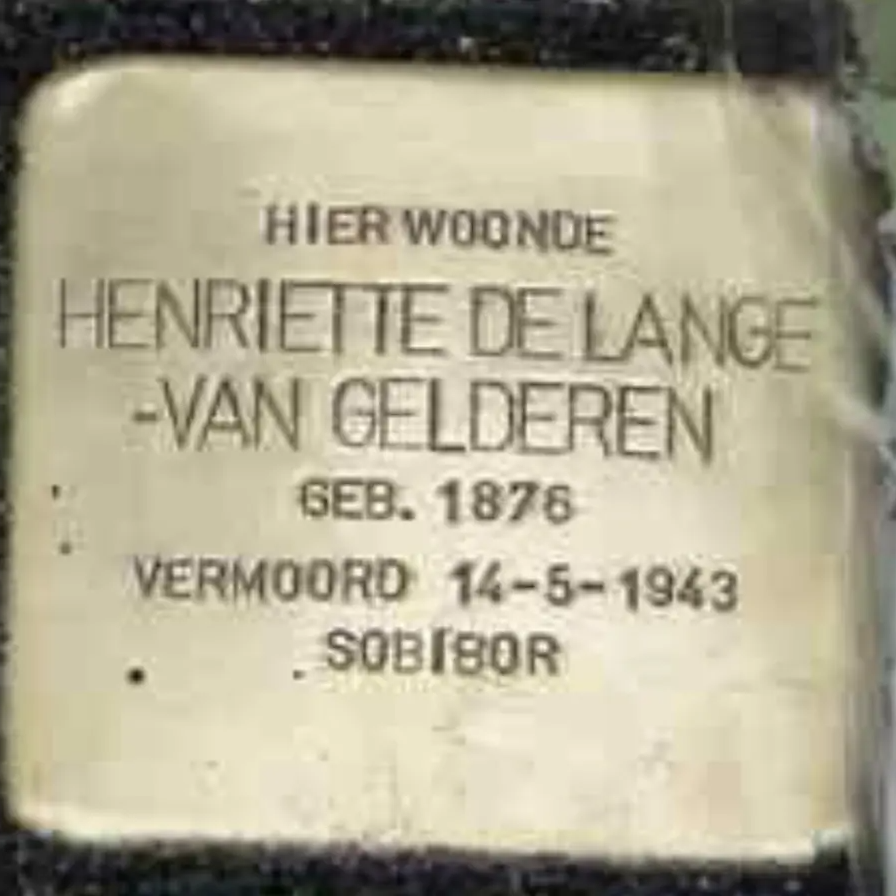 HIER WOONDE
HENRIETTE DE LANGE
-VAN GELDEREN
GEB. 1876
VERMOORD 14-5-1943
SOBIBOR